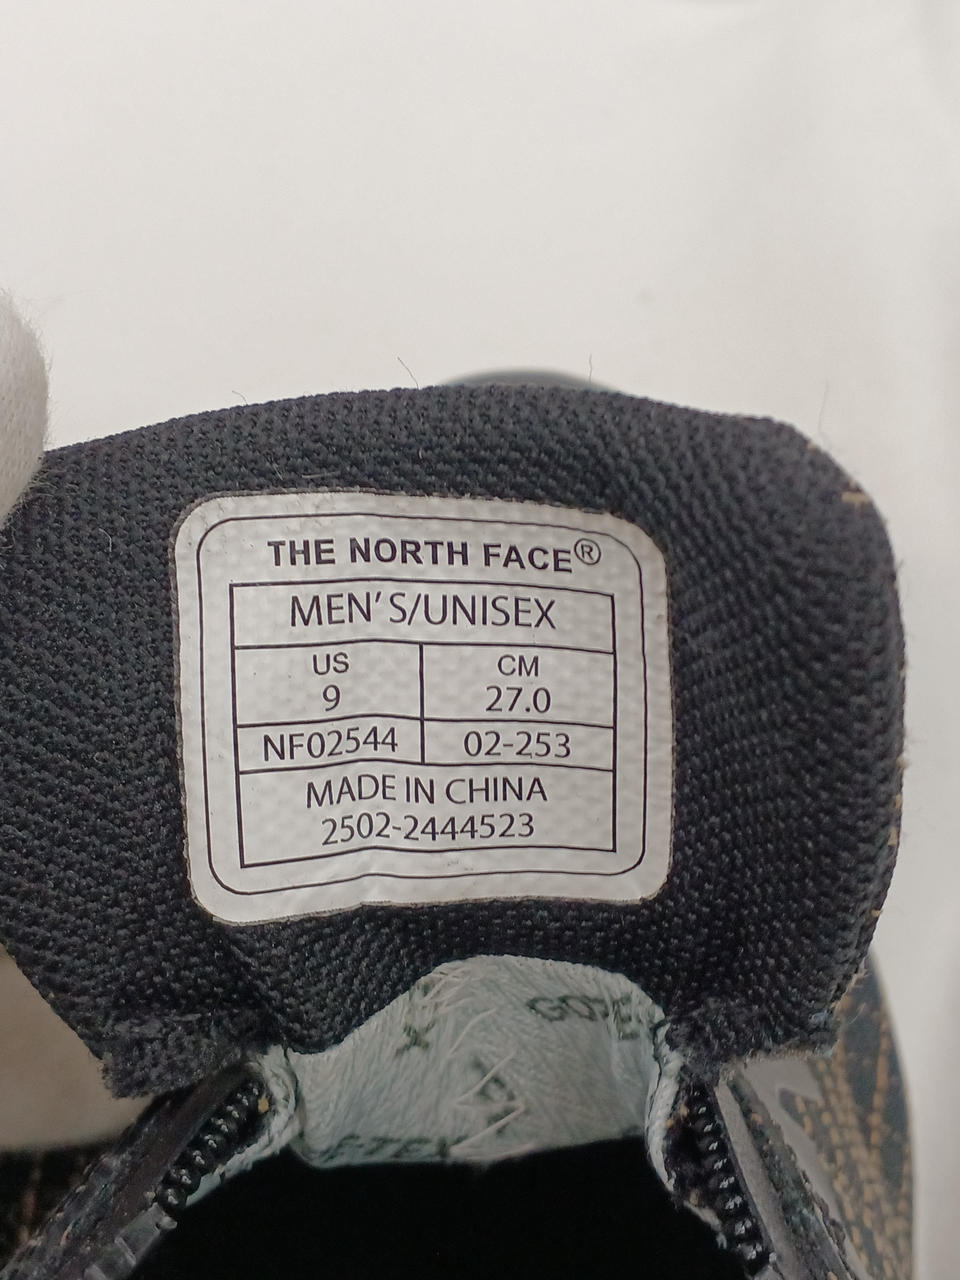 THE NORTH FACE®
MEN'S/UNISEX
US CM
9 27.0
NF02544 02-253
MADE IN CHINA
2502-2444523